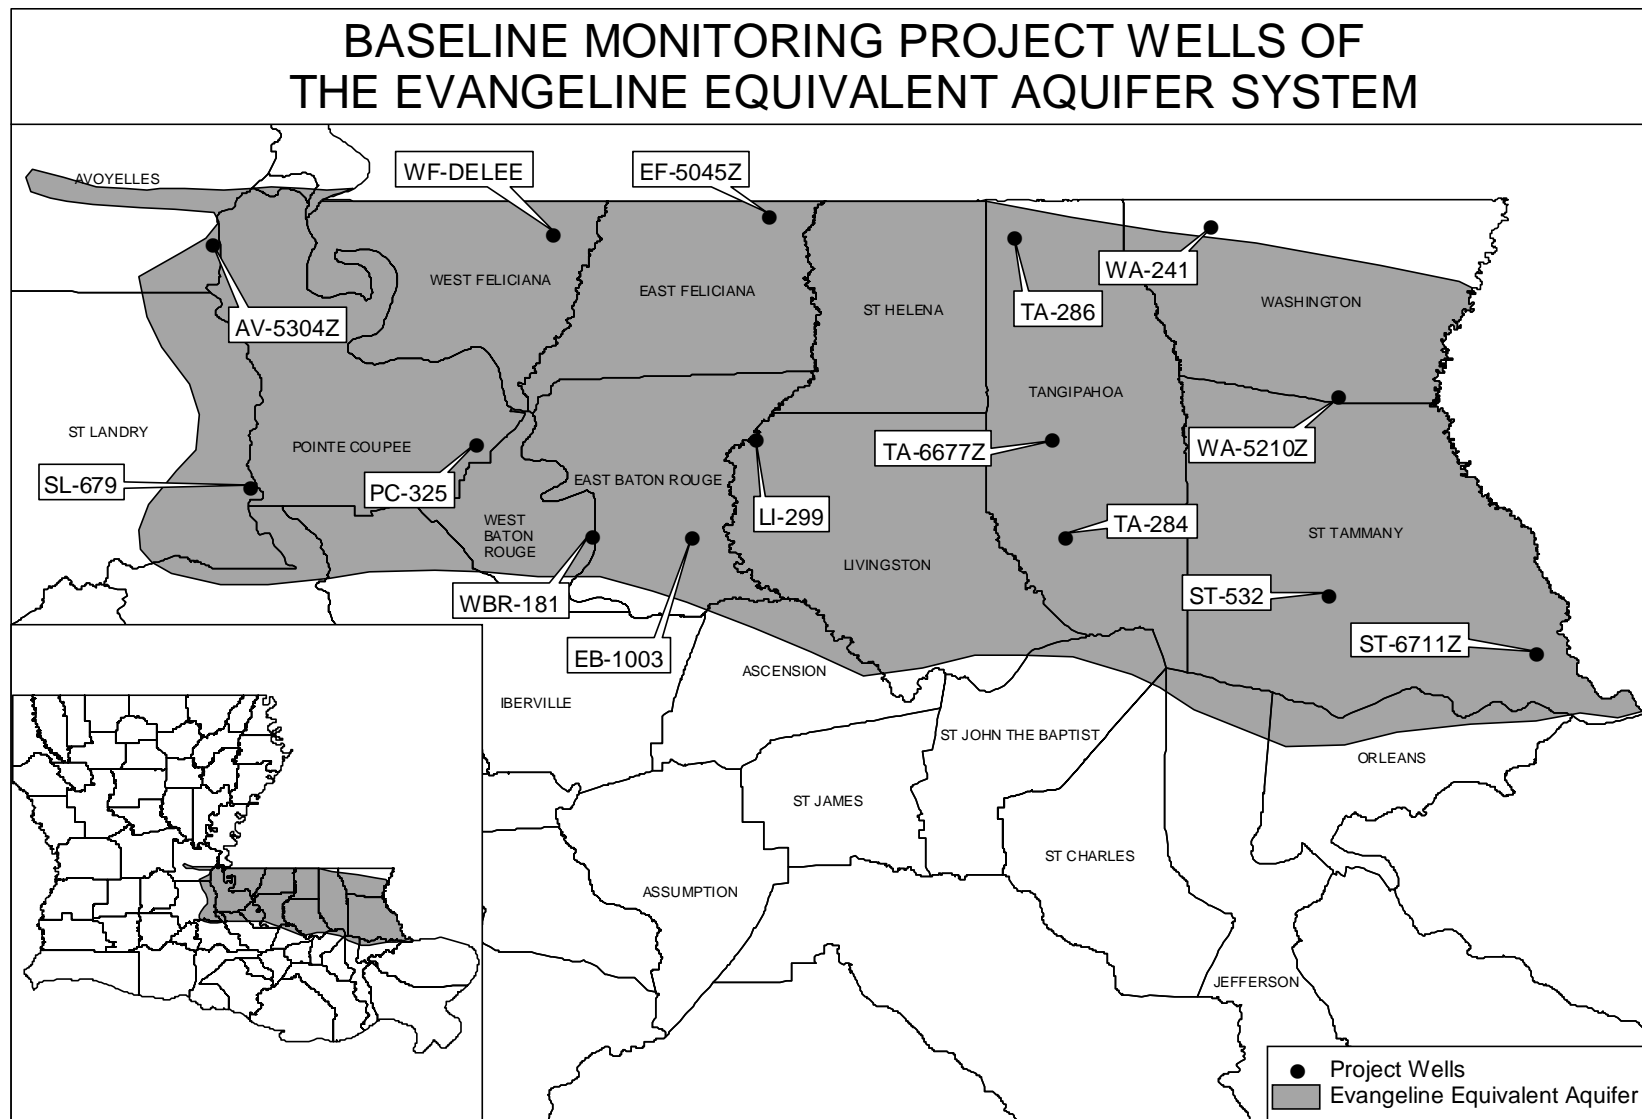 BASELINE MONITORING PROJECT WELLS OF
THE EVANGELINE EQUIVALENT AQUIFER SYSTEM
AVOYELLES
WF-DELEE
EF-5045Z
WEST FELICIANA
EAST FELICIANA
ST HELENA
WA-241
TA-286
WASHINGTON
AV-5304Z
TANGIPAHOA
ST LANDRY
POINTE COUPEE
SL-679
PC-325
EAST BATON ROUGE
TA-6677Z
WA-5210Z
LI-299
WEST
BATON
ROUGE
TA-284
ST TAMMANY
LIVINGSTON
WBR-181
ST-532
EB-1003
ST-6711Z
ASCENSION
IBERVILLE
ST JOHN THE BAPTIST
ORLEANS
ST JAMES
ST CHARLES
ASSUMPTION
JEFFERSON
Project Wells
Evangeline Equivalent Aquifer